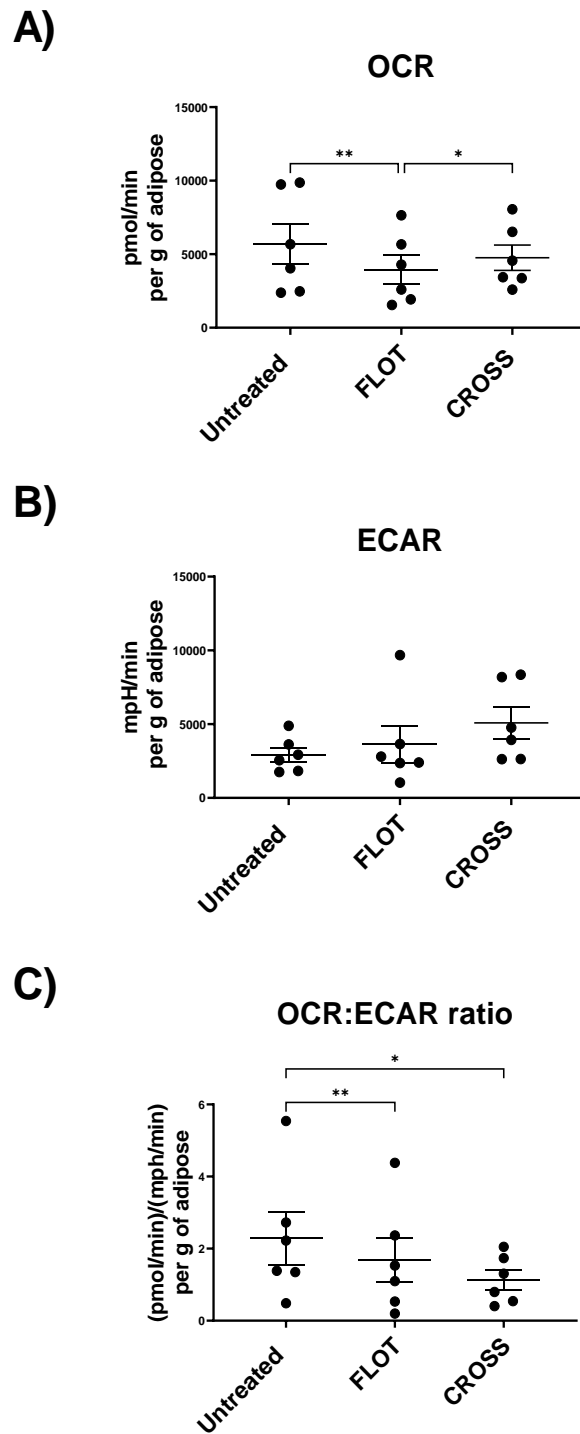 A)
OCR
pmol/min
per g of adipose
15000
10000
5000
0
**
*
Untreated
FLOT
CROSS
B)
ECAR
mpH/min
per g of adipose
15000
10000
5000
0
Untreated
FLOT
CROSS
C)
OCR:ECAR ratio
(pmol/min)/(mph/min)
per g of adipose
6
4
2
0
*
**
Untreated
FLOT
CROSS